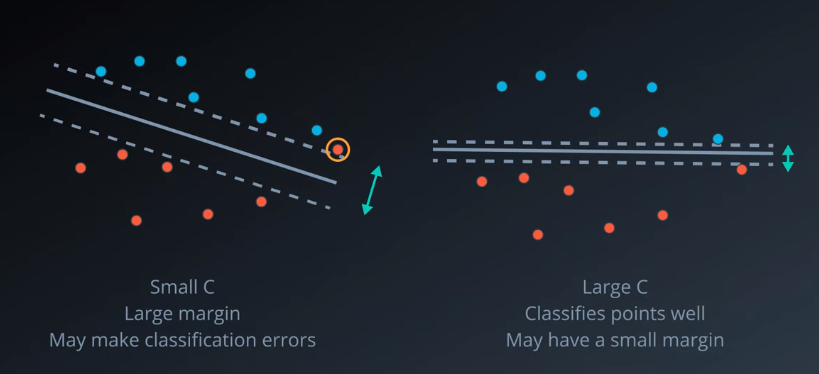 Small C
Large margin
May make classification errors
Large C
Classifies points well
May have a small margin